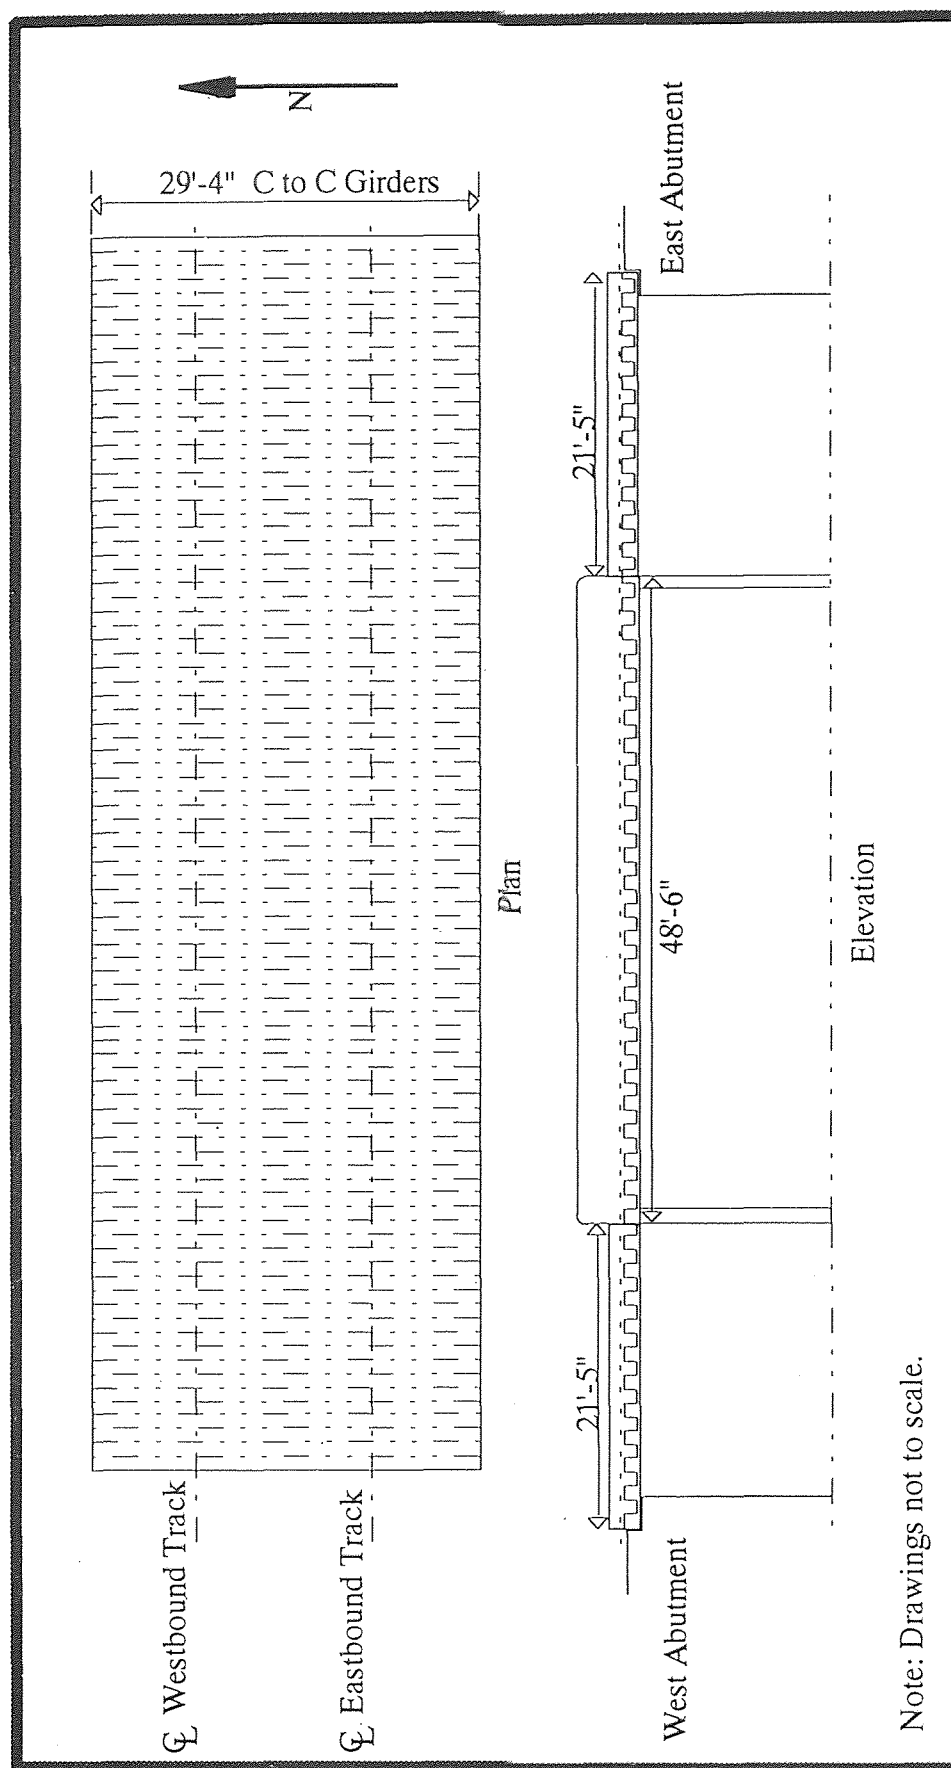 N
29'-4" C to C Girders
℄ Westbound Track
℄ Eastbound Track
Plan
21'-5"
21'-5"
48'-6"
West Abutment
East Abutment
Elevation
Note: Drawings not to scale.